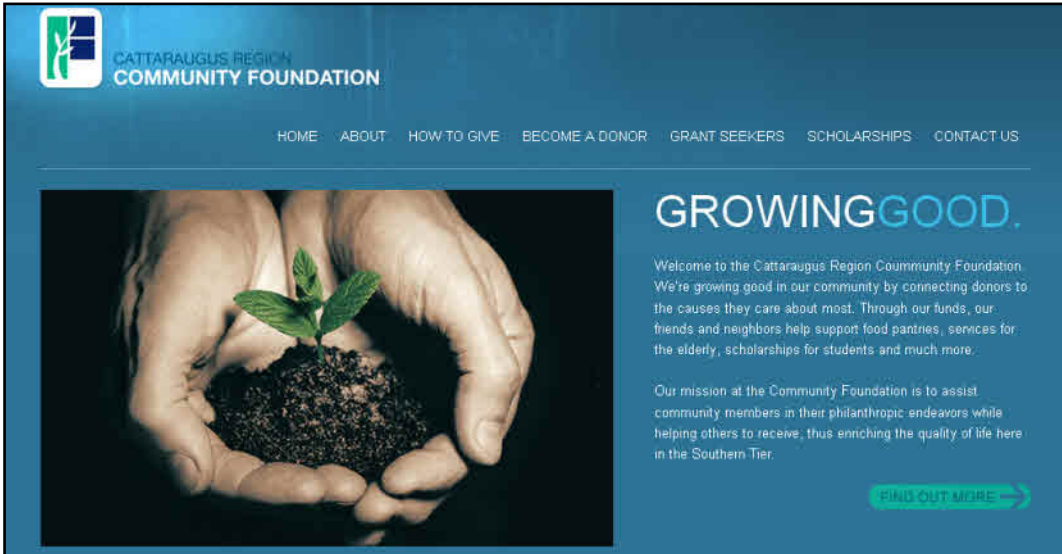 CATTARAUGUS REGION
COMMUNITY FOUNDATION
HOME ABOUT HOW TO GIVE BECOME A DONOR GRANT SEEKERS SCHOLARSHIPS CONTACT US
GROWINGGOOD.
Welcome to the Cattaraugus Region Coummunity Foundation.
We're growing good in our community by connecting donors to
the causes they care about most. Through our funds, our
friends and neighbors help support food pantries, services for
the elderly, scholarships for students and much more.
Our mission at the Community Foundation is to assist
community members in their philanthropic endeavors while
helping others to receive, thus enriching the quality of life here
in the Southern Tier.
FIND OUT MORE